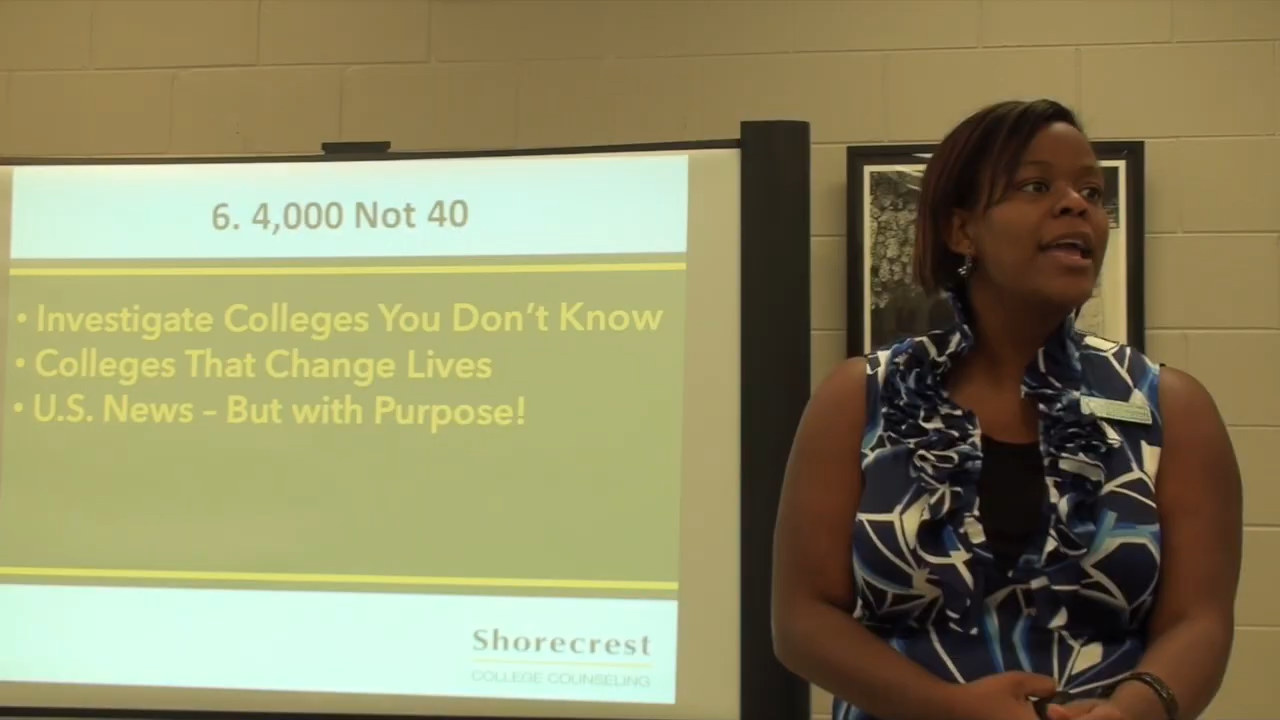 6. 4,000 Not 40
• Investigate Colleges You Don't Know
• Colleges That Change Lives
• U.S. News – But with Purpose!
Shorecrest
COLLEGE COUNSELING